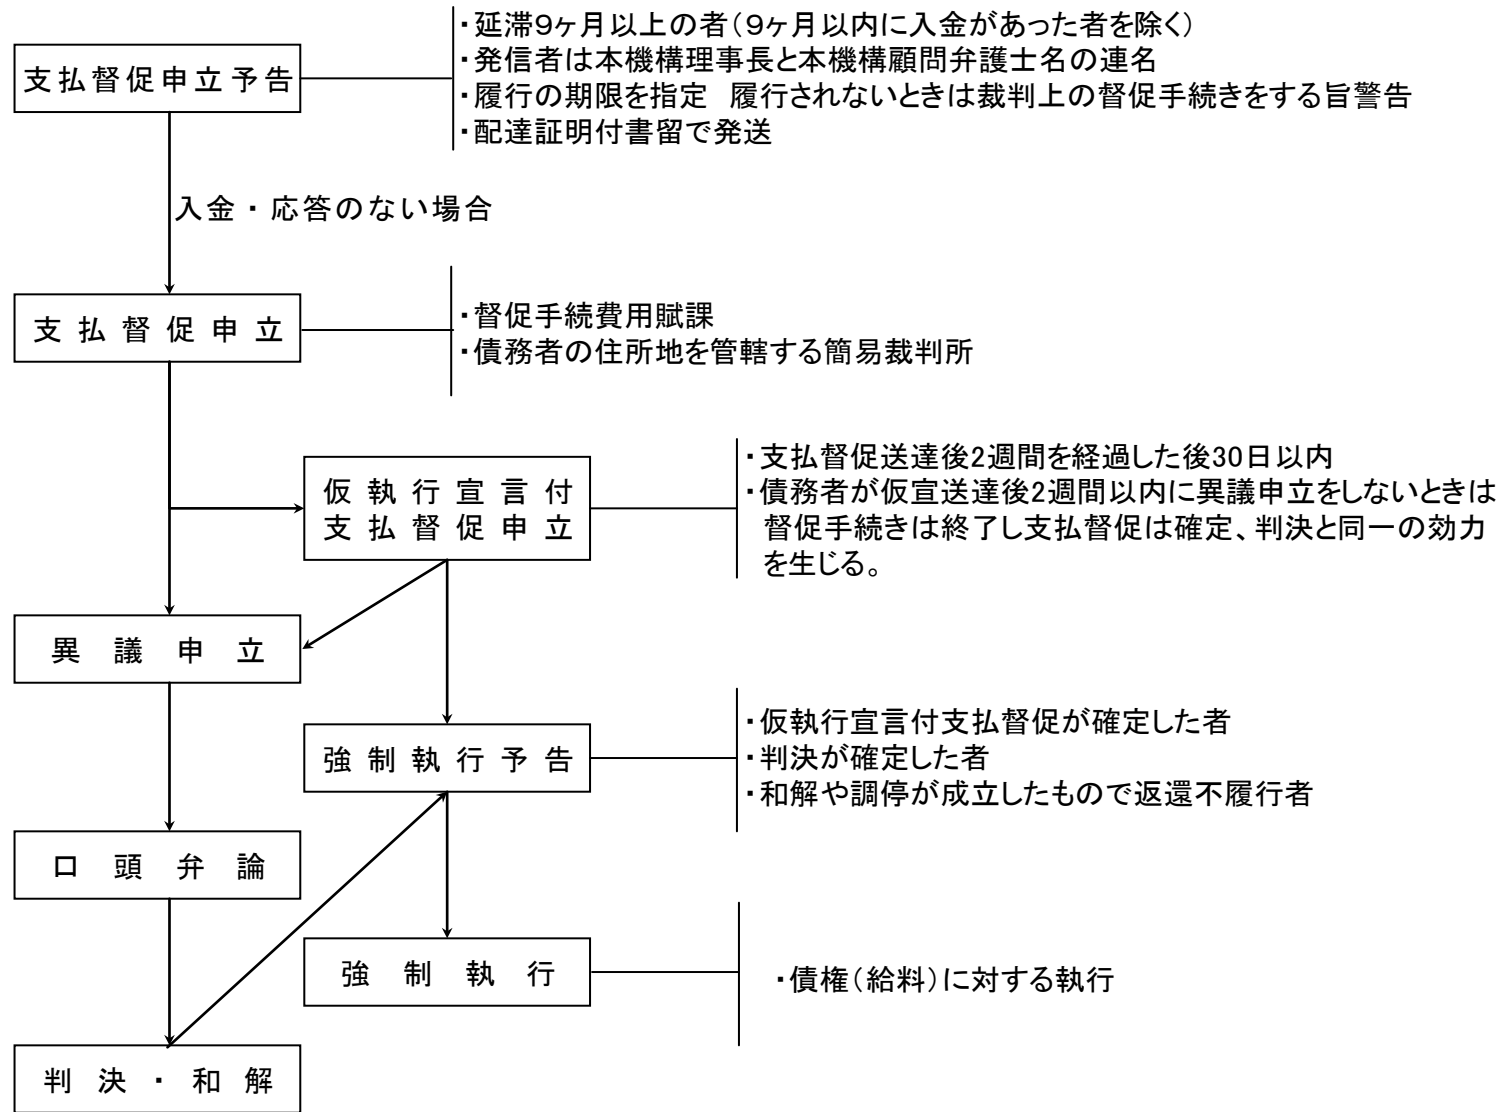 ・延滞9ヶ月以上の者（9ヶ月以内に入金があった者を除く）
・発信者は本機構理事長と本機構顧問弁護士名の連名
・履行の期限を指定　履行されないときは裁判上の督促手続きをする旨警告
・配達証明付書留で発送
支払督促申立予告
入金・応答のない場合
支払督促申立
・督促手続費用賦課
・債務者の住所地を管轄する簡易裁判所
仮執行宣言付
支払督促申立
・支払督促送達後2週間を経過した後30日以内
・債務者が仮宣送達後2週間以内に異議申立をしないときは
督促手続きは終了し支払督促は確定、判決と同一の効力
を生じる。
異議申立
強制執行予告
・仮執行宣言付支払督促が確定した者
・判決が確定した者
・和解や調停が成立したもので返還不履行者
口頭弁論
強制執行
・債権（給料）に対する執行
判決・和解